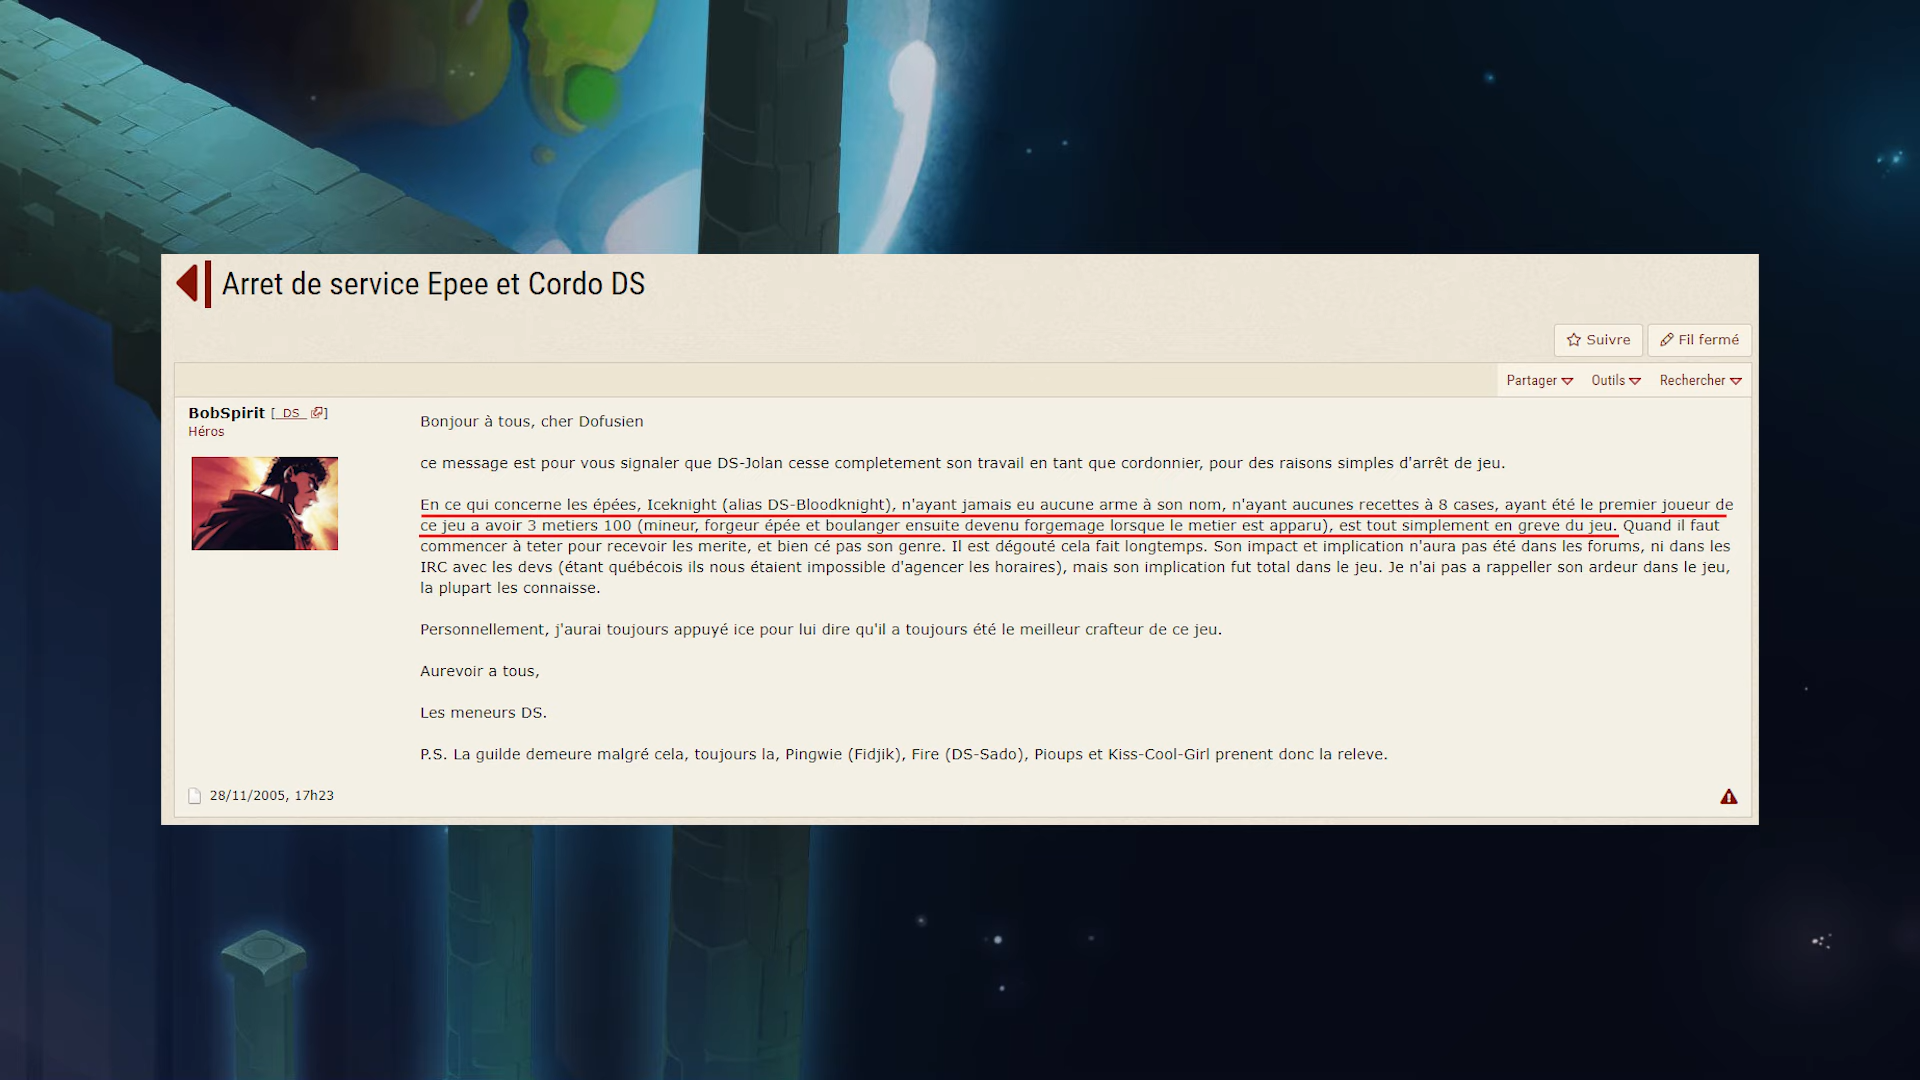 Arret de service Epee et Cordo DS
Suivre
Fil fermé
Partager
Outils
Rechercher
BobSpirit [_DS_]
Héros
Bonjour à tous, cher Dofusien
ce message est pour vous signaler que DS-Jolan cesse completement son travail en tant que cordonnier, pour des raisons simples d'arrêt de jeu.
En ce qui concerne les épées, Iceknight (alias DS-Bloodknight), n'ayant jamais eu aucune arme à son nom, n'ayant aucunes recettes à 8 cases, ayant été le premier joueur de
ce jeu a avoir 3 metiers 100 (mineur, forgeur épée et boulanger ensuite devenu forgemage lorsque le metier est apparu), est tout simplement en greve du jeu. Quand il faut
commencer à teter pour recevoir les merite, et bien cé pas son genre. Il est dégouté cela fait longtemps. Son impact et implication n'aura pas été dans les forums, ni dans les
IRC avec les devs (étant québécois ils nous étaient impossible d'agencer les horaires), mais son implication fut total dans le jeu. Je n'ai pas a rappeller son ardeur dans le jeu,
la plupart les connaisse.
Personnellement, j'aurai toujours appuyé ice pour lui dire qu'il a toujours été le meilleur crafteur de ce jeu.
Aurevoir a tous,
Les meneurs DS.
P.S. La guilde demeure malgré cela, toujours la, Pingwie (Fidjik), Fire (DS-Sado), Pioups et Kiss-Cool-Girl prenent donc la releve.
28/11/2005, 17h23